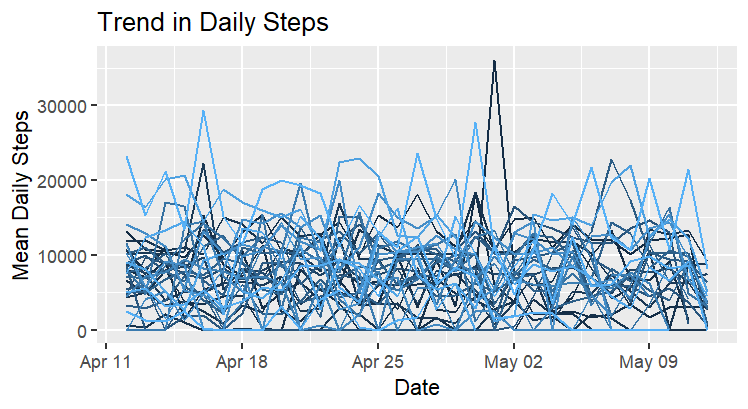 Trend in Daily Steps
Mean Daily Steps
30000
20000
10000
0
Apr 11
Apr 18
Apr 25
May 02
May 09
Date